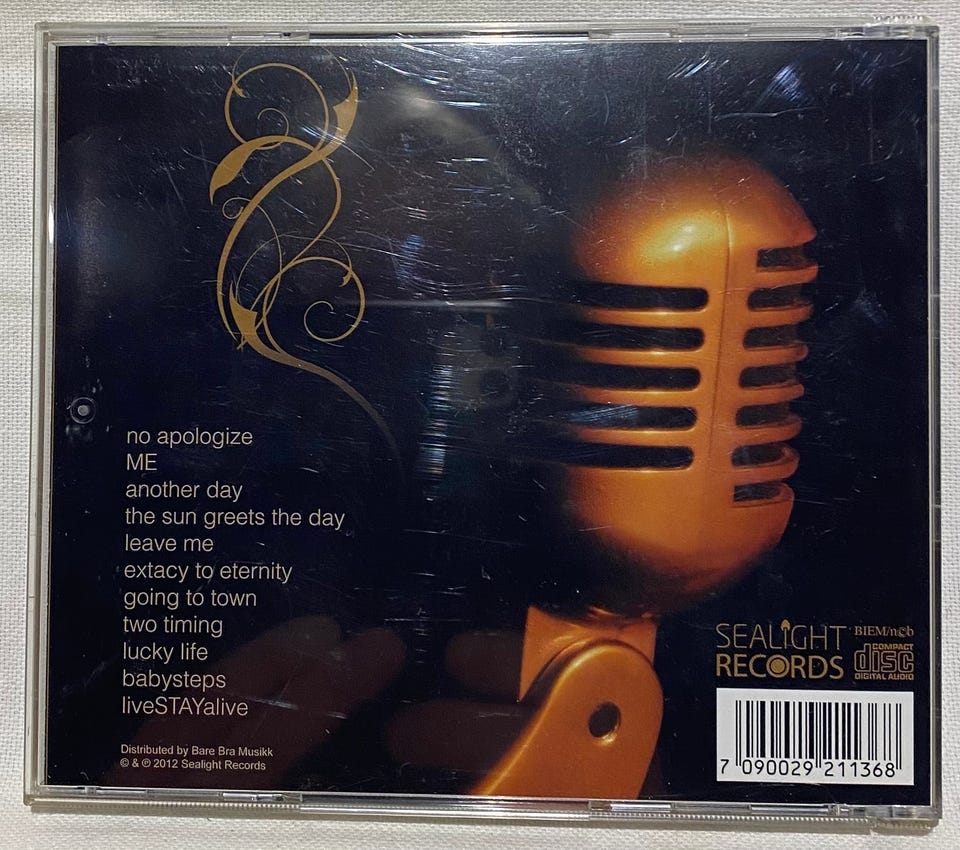 no apologize
ME
another day
the sun greets the day
leave me
extacy to eternity
going to town
two timing
lucky life
babysteps
liveSTAYalive
Distributed by Bare Bra Musikk
© & ℗ 2012 Sealight Records
SEALiGHT
RECORDS
BIEM/n©b
COMPACT
disc
DIGITAL AUDIO
7 090029 211368